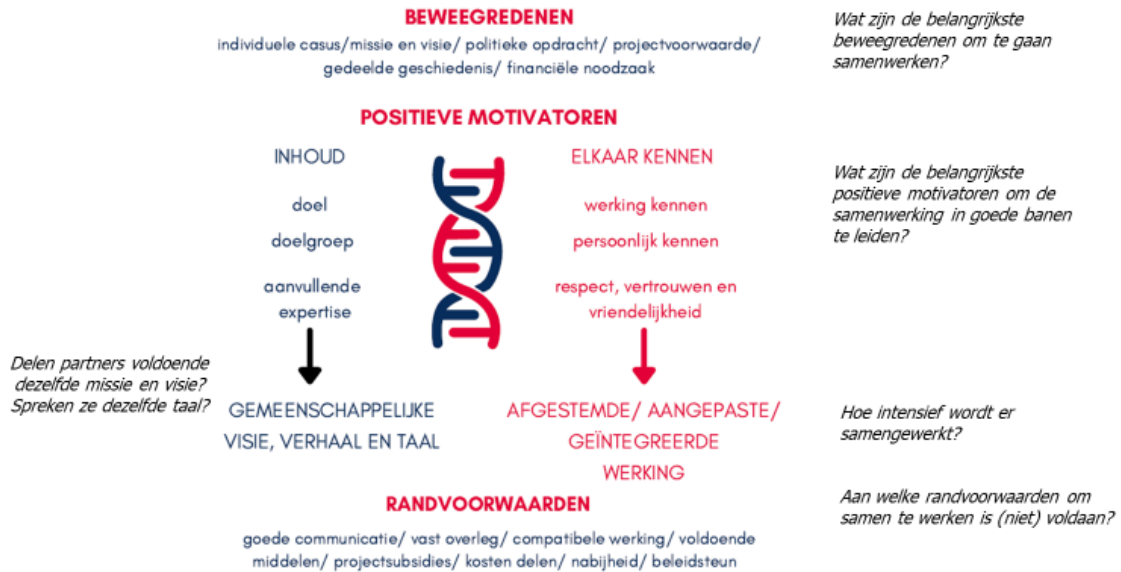 BEWEEGREDENEN
individuele casus/missie en visie/ politieke opdracht/ projectvoorwaarde/
gedeelde geschiedenis/ financiële noodzaak
Wat zijn de belangrijkste
beweegredenen om te gaan
samenwerken?
POSITIEVE MOTIVATOREN
INHOUD
doel
doelgroep
aanvullende
expertise
ELKAAR KENNEN
werking kennen
persoonlijk kennen
respect, vertrouwen en
vriendelijkheid
Wat zijn de belangrijkste
positieve motivatoren om de
samenwerking in goede banen
te leiden?
Delen partners voldoende
dezelfde missie en visie?
Spreken ze dezelfde taal?
GEMEENSCHAPPELIJKE
VISIE, VERHAAL EN TAAL
AFGESTEMDE/ AANGEPASTE/
GEÏNTEGREERDE
WERKING
Hoe intensief wordt er
samengewerkt?
RANDVOORWAARDEN
goede communicatie/ vast overleg/ compatibele werking/ voldoende
middelen/ projectsubsidies/ kosten delen/ nabijheid/ beleidsteun
Aan welke randvoorwaarden om
samen te werken is (niet) voldaan?